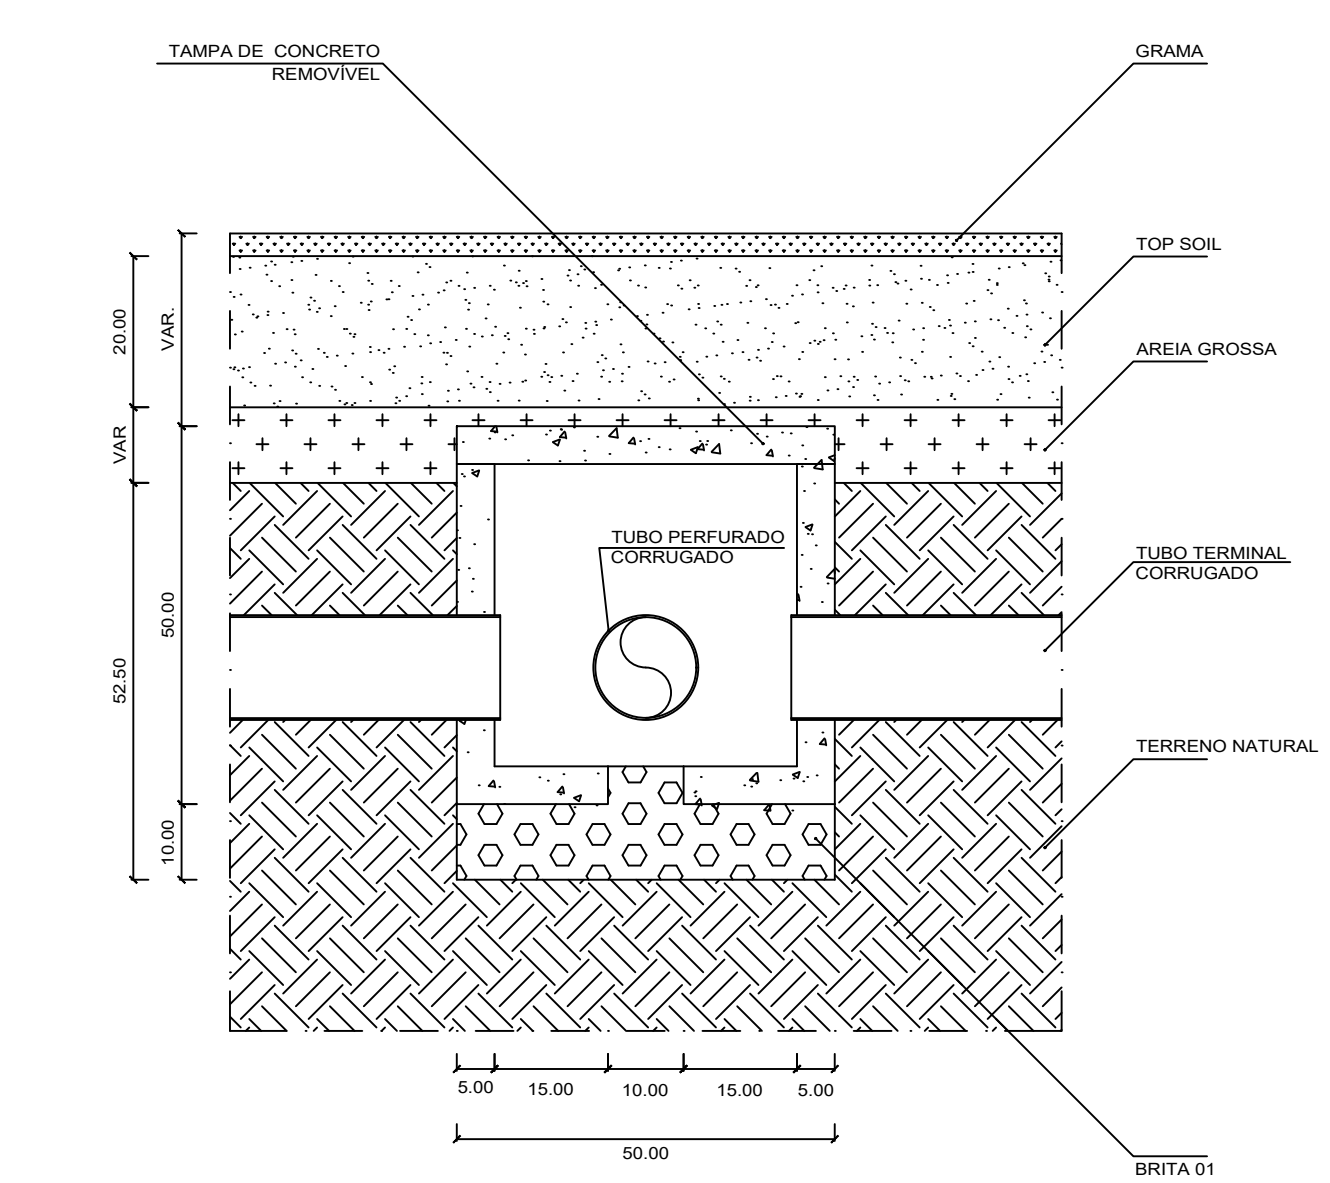 TAMPA DE CONCRETO
REMOVÍVEL
GRAMA
TOP SOIL
AREIA GROSSA
TUBO PERFURADO
CORRUGADO
TUBO TERMINAL
CORRUGADO
TERRENO NATURAL
BRITA 01
20.00
VAR.
VAR
50.00
52.50
10.00
5.00
15.00
10.00
15.00
5.00
50.00